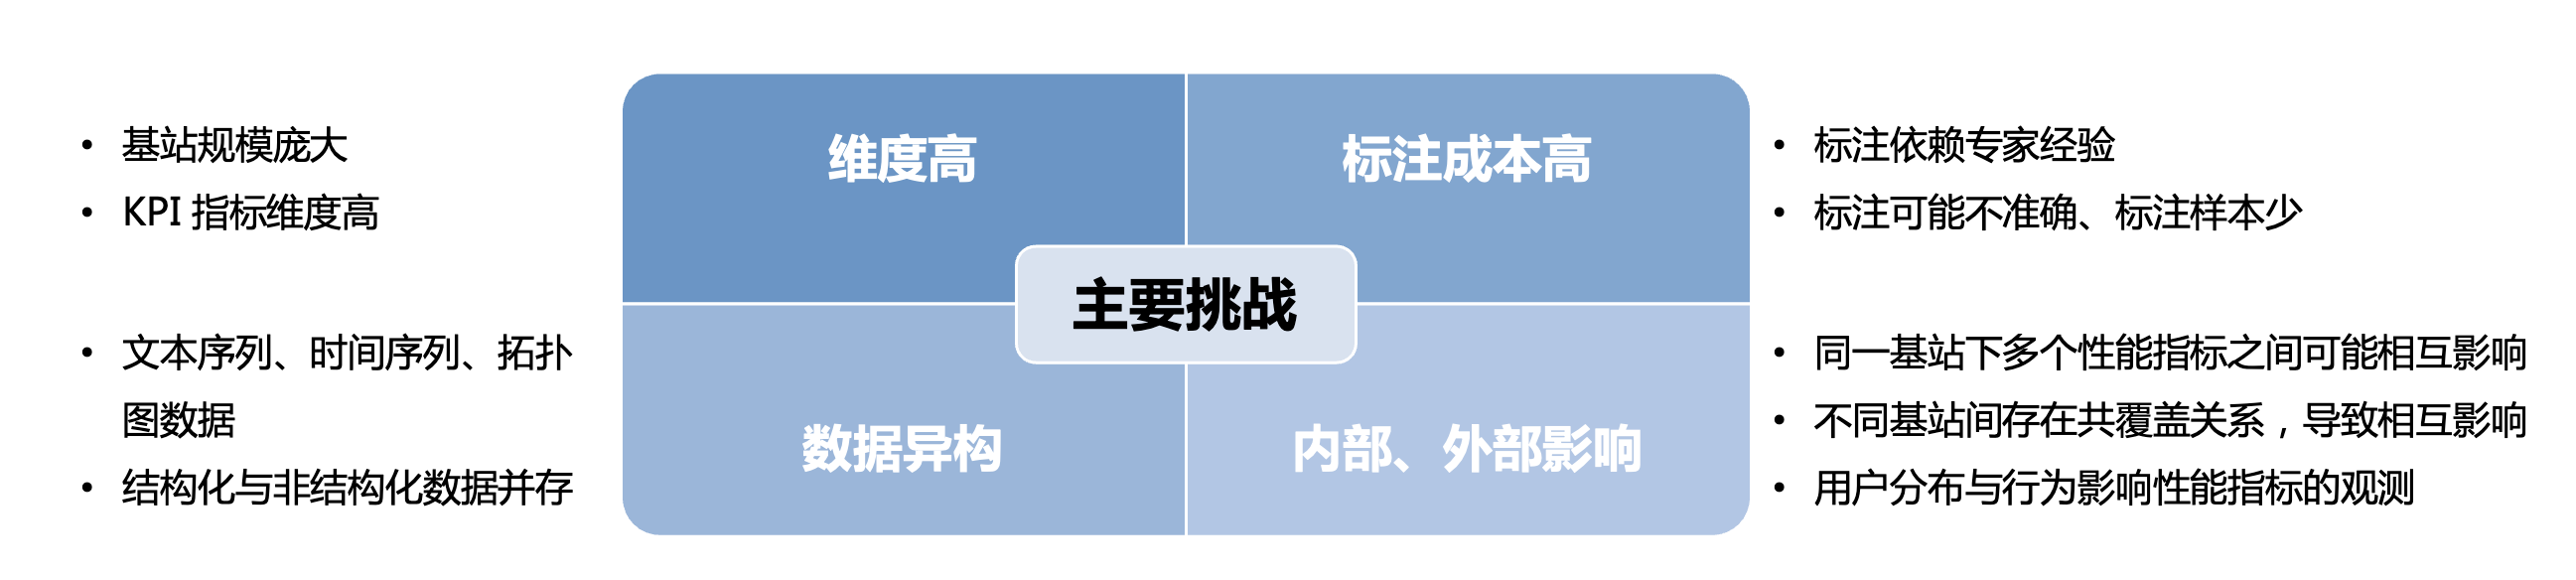 • 基站规模庞大
• KPI 指标维度高
• 文本序列、时间序列、拓扑
图数据
• 结构化与非结构化数据并存
维度高
标注成本高
主要挑战
数据异构
内部、外部影响
• 标注依赖专家经验
• 标注可能不准确、标注样本少
• 同一基站下多个性能指标之间可能相互影响
• 不同基站间存在共覆盖关系，导致相互影响
• 用户分布与行为影响性能指标的观测